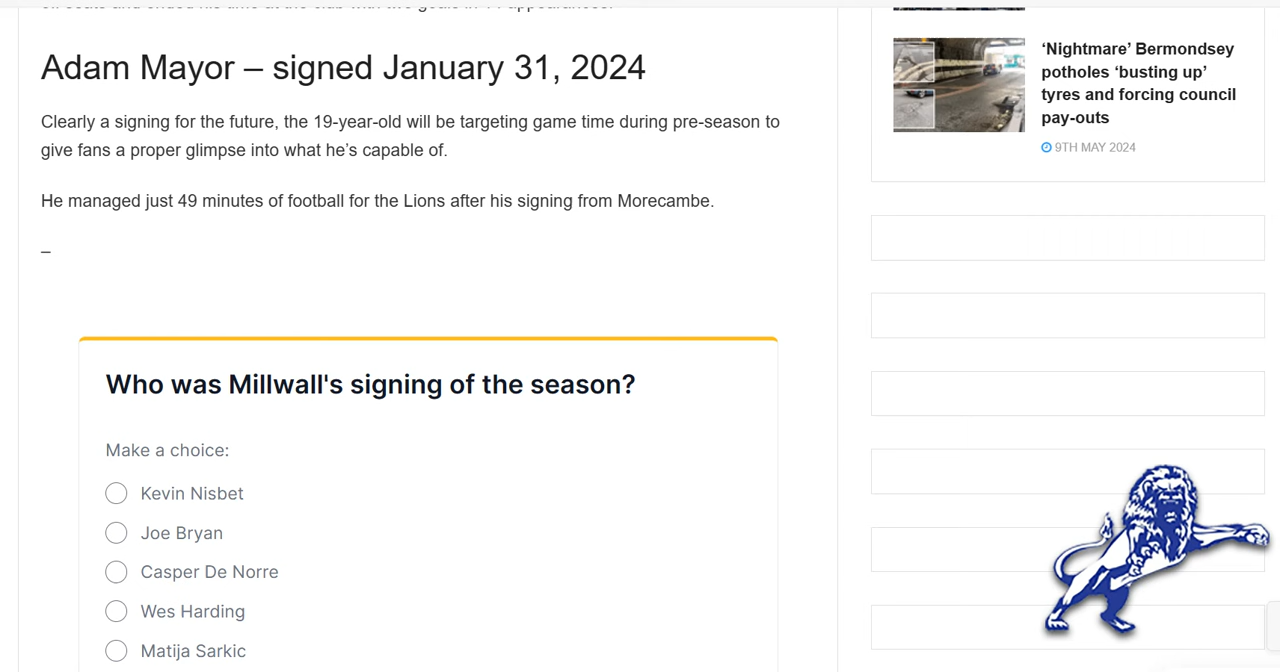 Adam Mayor – signed January 31, 2024
Clearly a signing for the future, the 19-year-old will be targeting game time during pre-season to
give fans a proper glimpse into what he’s capable of.
He managed just 49 minutes of football for the Lions after his signing from Morecambe.
–
Who was Millwall's signing of the season?
Make a choice:
Kevin Nisbet
Joe Bryan
Casper De Norre
Wes Harding
Matija Sarkic
‘Nightmare’ Bermondsey
potholes ‘busting up’
tyres and forcing council
pay-outs
9TH MAY 2024